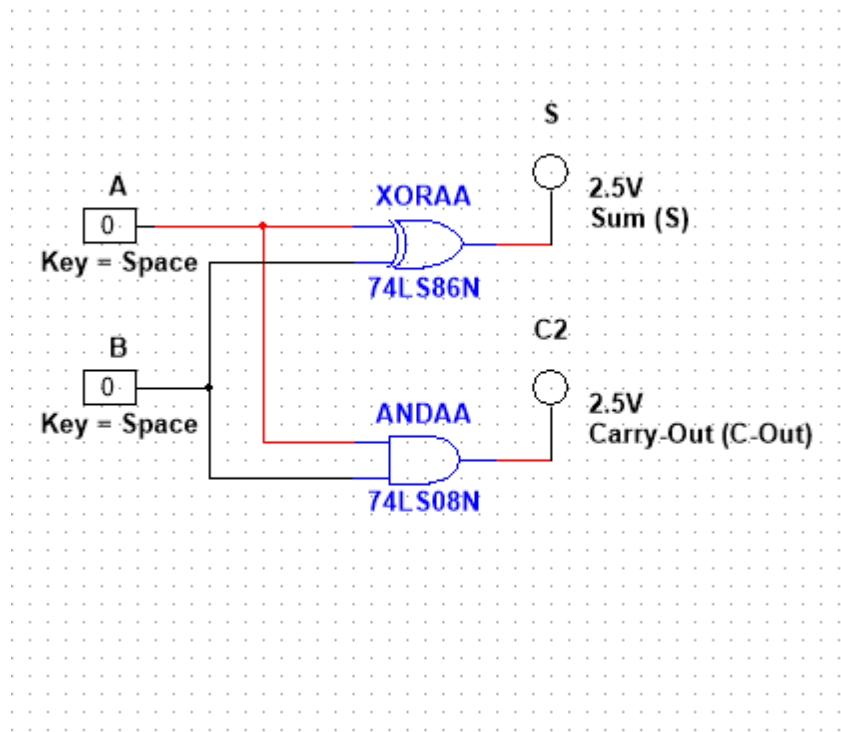 S
A
0
Key = Space
XORAA
74LS86N
2.5V
Sum (S)
B
0
Key = Space
C2
ANDAA
74LS08N
2.5V
Carry-Out (C-Out)